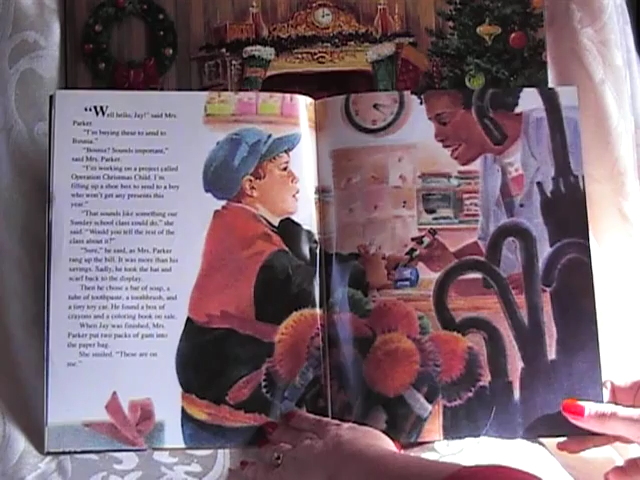 "Well hello, Jay!" said Mrs.
Parker.
"I'm buying these to send to
Bosnia."
"Bosnia? Sounds important,"
said Mrs. Parker.
"I'm working on a project called
Operation Christmas Child. I'm
filling up a shoe box to send to a boy
who won't get any presents this
year."
"That sounds like something our
Sunday school class could do," she
said. "Would you tell the rest of the
class about it?"
"Sure," he said, as Mrs. Parker
rang up the bill. It was more than his
savings. Sadly, he took the hat and
scarf back to the display.
Then he chose a bar of soap, a
tube of toothpaste, a toothbrush, and
a tiny toy car. He found a box of
crayons and a coloring book on sale.
When Jay was finished, Mrs.
Parker put two packs of gum into
the paper bag.
She smiled. "These are on
me."